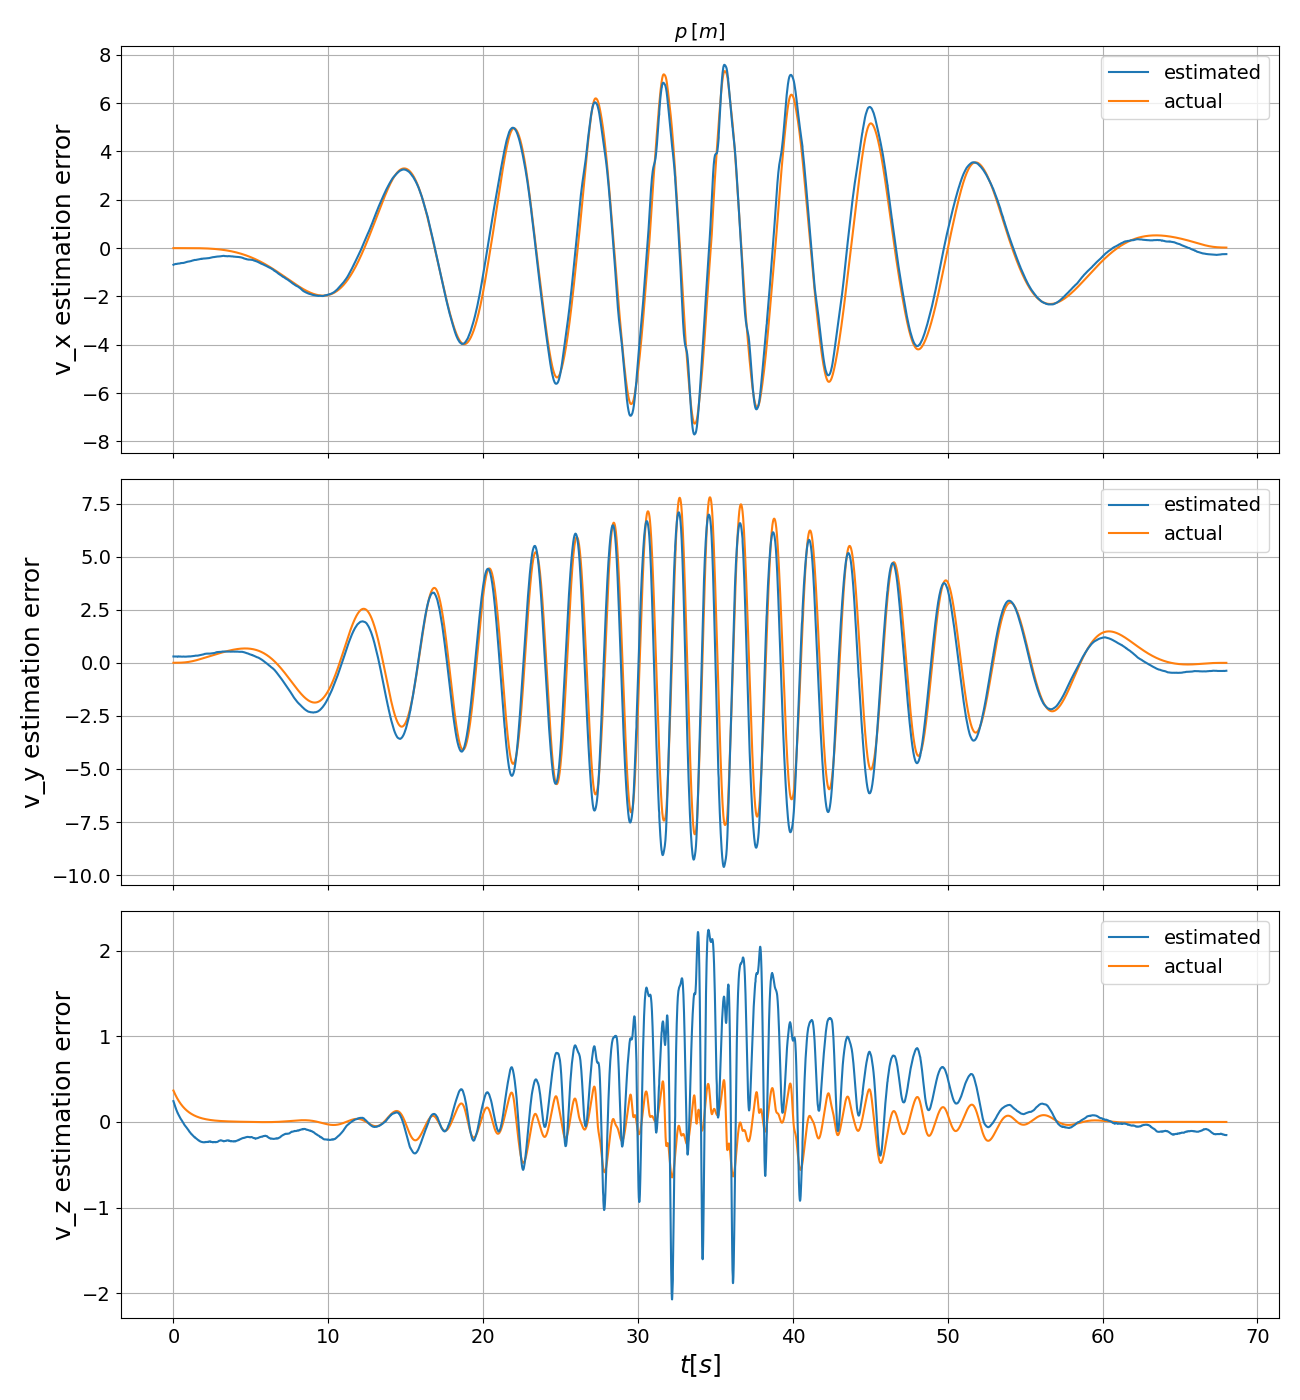 p [m]
v_x estimation error
8
6
4
2
0
−2
−4
−6
−8
estimated
actual
v_y estimation error
7.5
5.0
2.5
0.0
−2.5
−5.0
−7.5
−10.0
estimated
actual
v_z estimation error
2
1
0
−1
−2
estimated
actual
0 10 20 30 40 50 60 70
t[s]